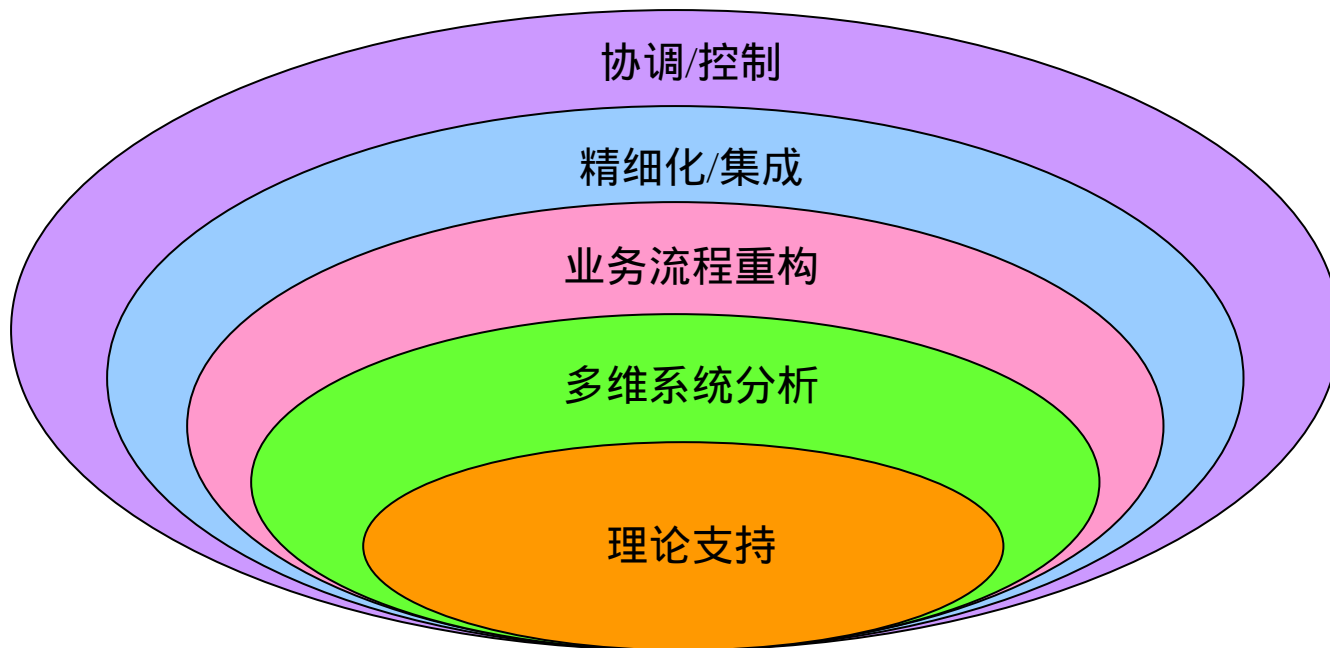 协调/控制
精细化/集成
业务流程重构
多维系统分析
理论支持